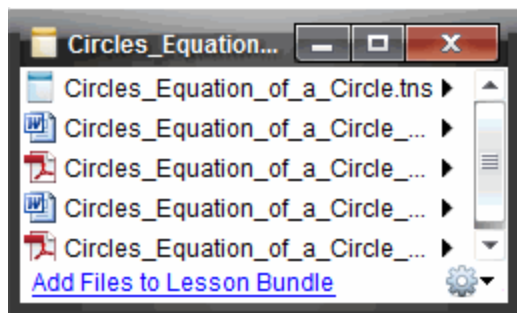 Circles_Equation...
Circles_Equation_of_a_Circle.tns
Circles_Equation_of_a_Circle_...
Circles_Equation_of_a_Circle_...
Circles_Equation_of_a_Circle_...
Circles_Equation_of_a_Circle_...
Add Files to Lesson Bundle